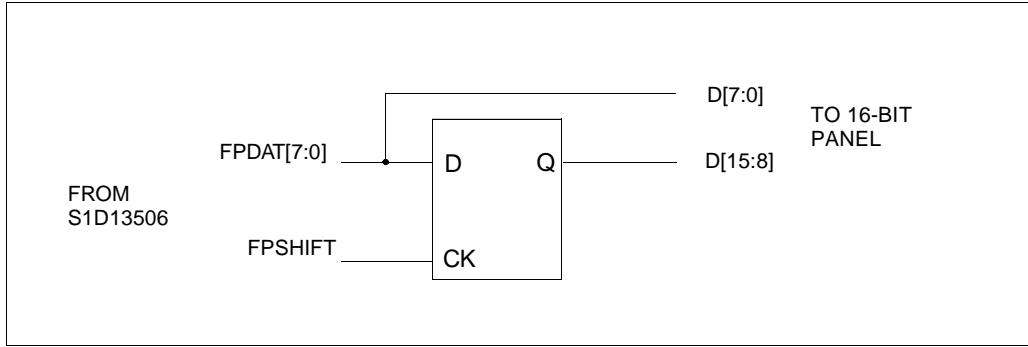 D[7:0]
TO 16-BIT
PANEL
FPDAT[7:0]
D
Q
D[15:8]
FROM
S1D13506
FPSHIFT
CK